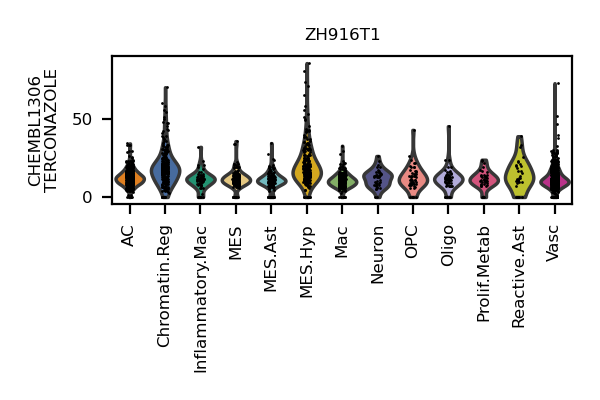 ZH916T1
CHEMBL1306
TERCONAZOLE
50
0
AC
Chromatin.Reg
Inflammatory.Mac
MES
MES.Ast
MES.Hyp
Mac
Neuron
OPC
Oligo
Prolif.Metab
Reactive.Ast
Vasc